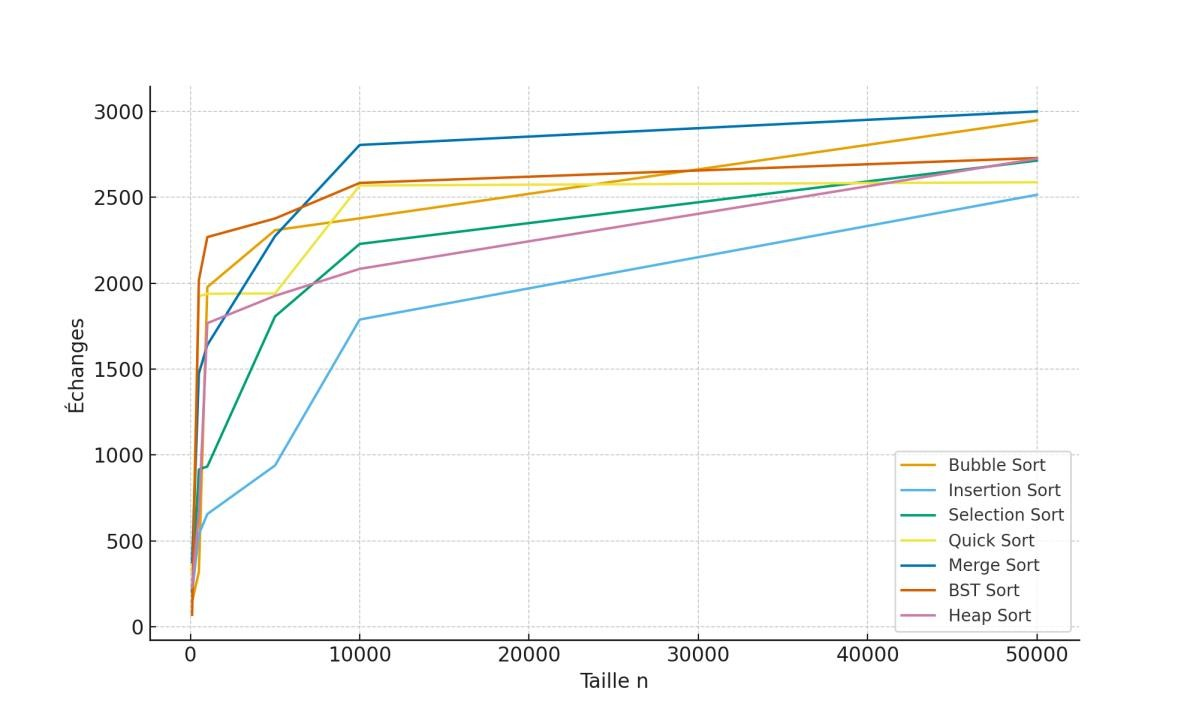 3000
2500
2000
1500
1000
500
0
Échanges
0 10000 20000 30000 40000 50000
Taille n
Bubble Sort
Insertion Sort
Selection Sort
Quick Sort
Merge Sort
BST Sort
Heap Sort